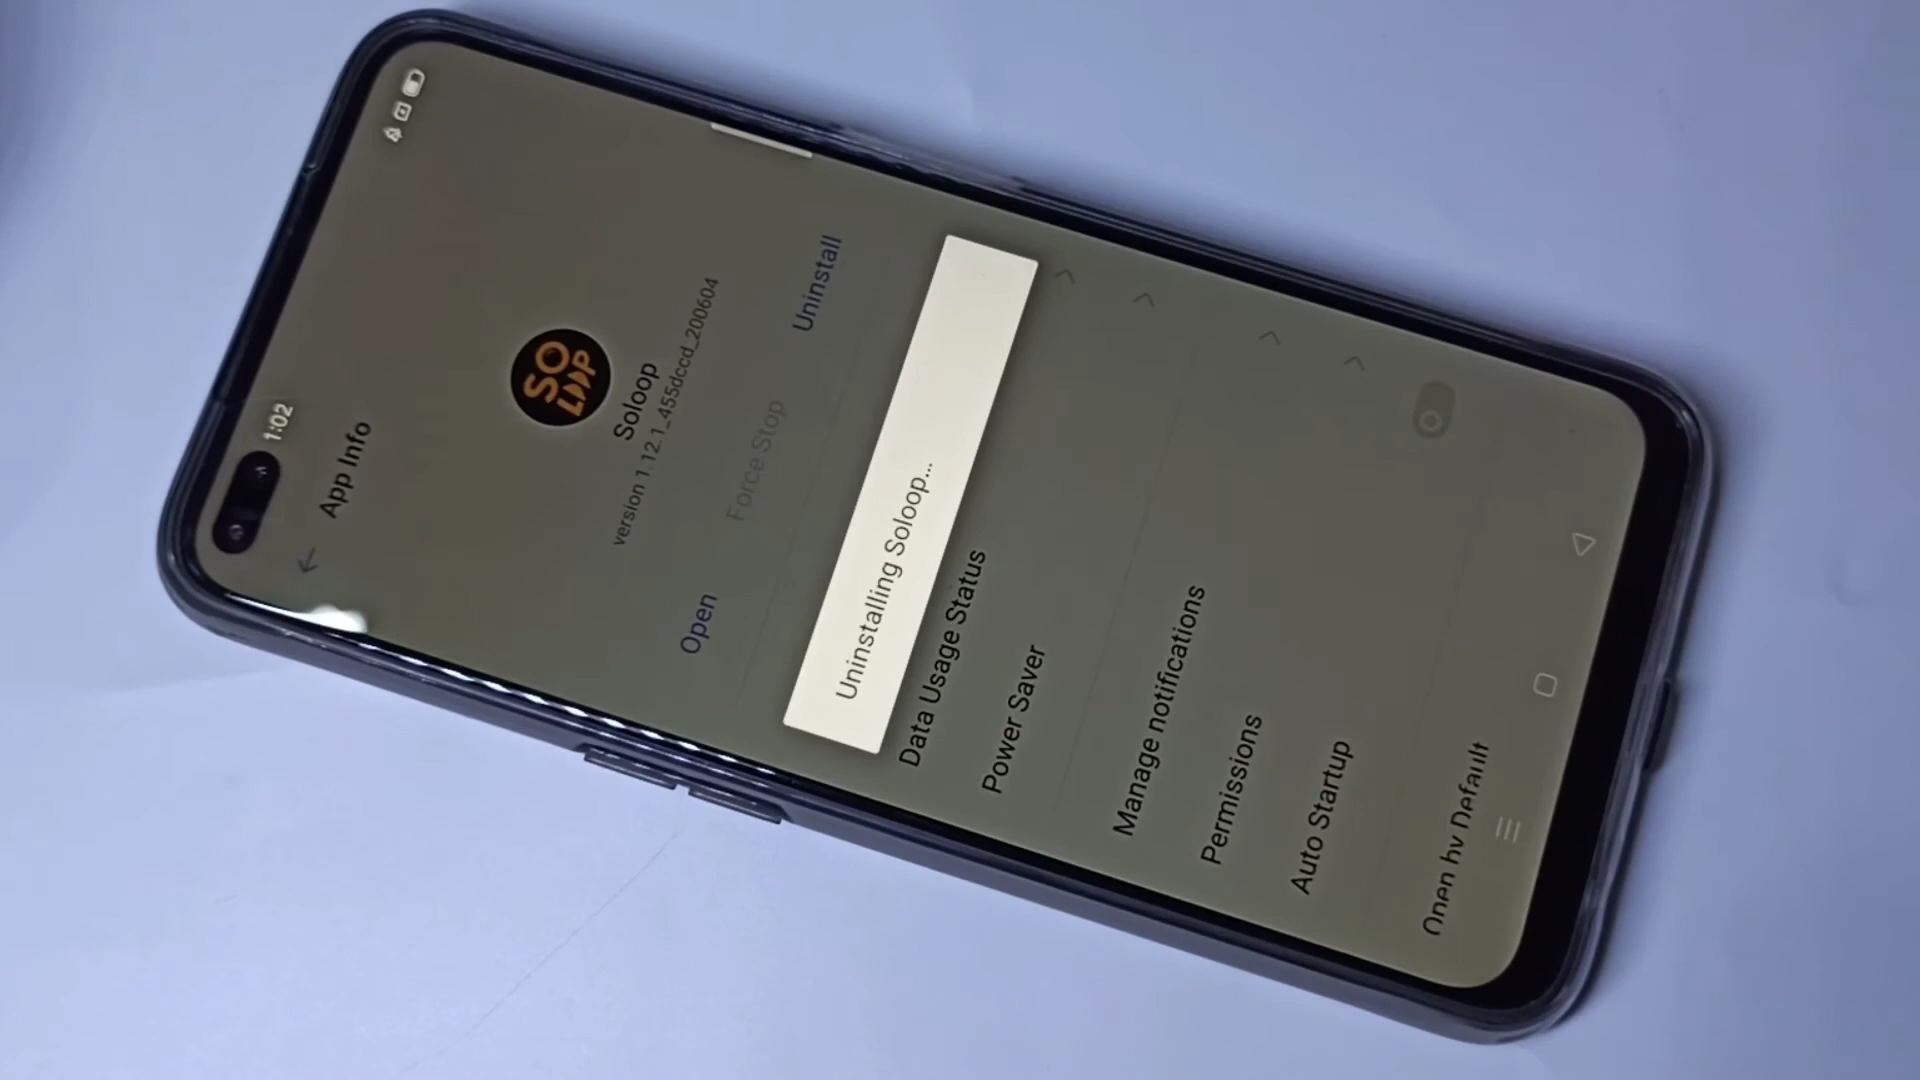 1:02
App Info
SO
LOOP
Soloop
version 1.12.1_455dccd_200604
Open
Force Stop
Uninstall
Uninstalling Soloop...
Data Usage Status
Power Saver
Manage notifications
Permissions
Auto Startup
Open by Default